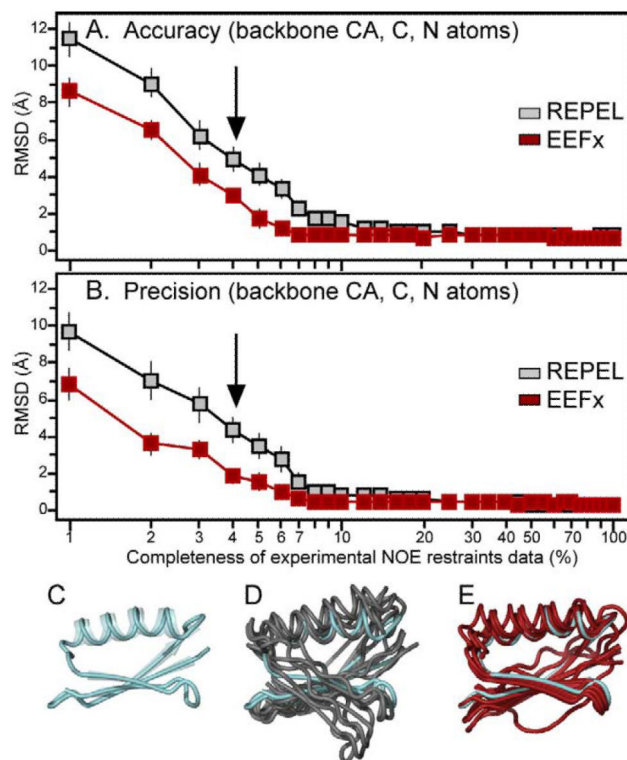 A. Accuracy (backbone CA, C, N atoms)
12
10
8
6
4
2
0
RMSD (Å)
REPEL
EEFx
B. Precision (backbone CA, C, N atoms)
12
10
8
6
4
2
0
RMSD (Å)
REPEL
EEFx
1 2 3 4 5 6 7 10 20 30 40 60 80 100
Completeness of experimental NOE restraints data (%)
C D E